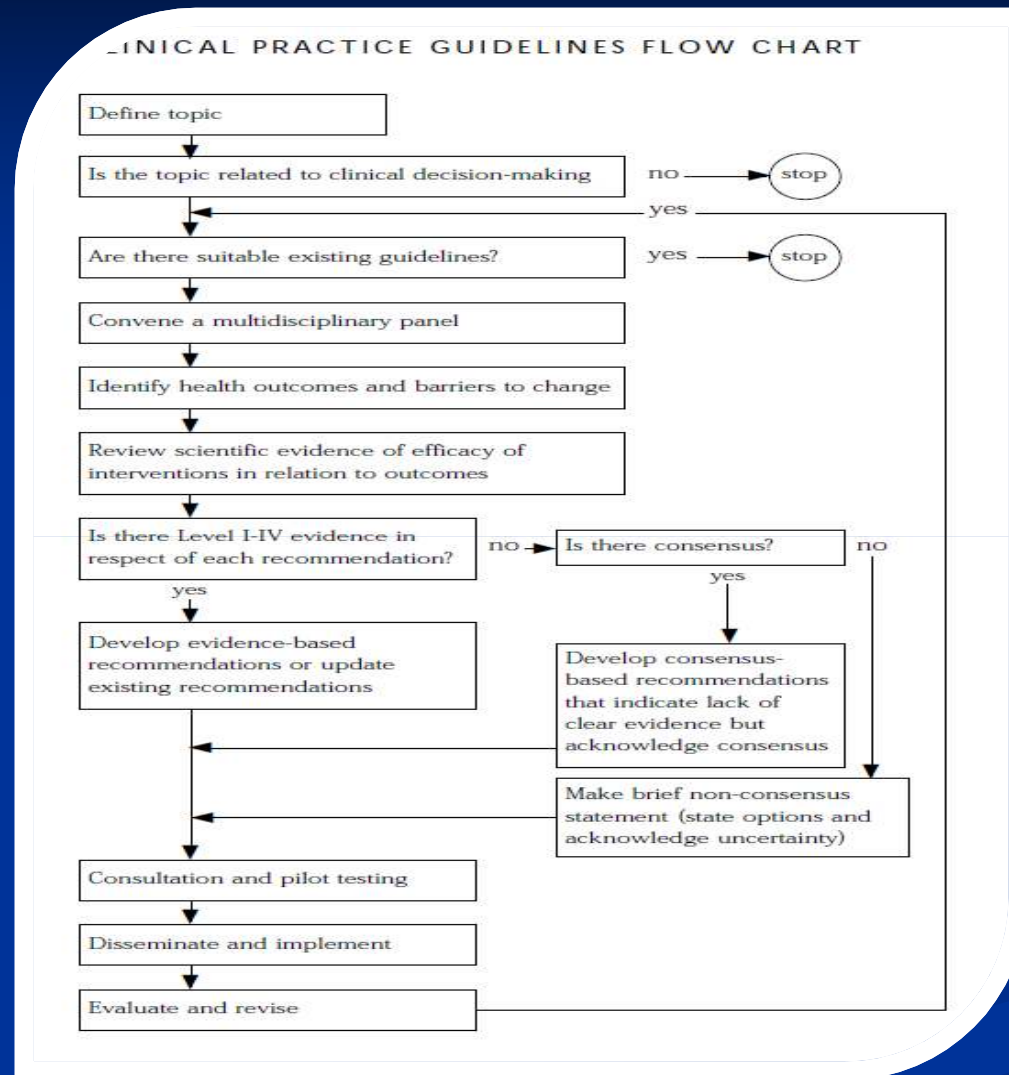 LINICAL PRACTICE GUIDELINES FLOW CHART
Define topic
Is the topic related to clinical decision-making
no
stop
yes
Are there suitable existing guidelines?
yes
stop
Convene a multidisciplinary panel
Identify health outcomes and barriers to change
Review scientific evidence of efficacy of
interventions in relation to outcomes
Is there Level I-IV evidence in
respect of each recommendation?
no
Is there consensus?
no
yes
yes
Develop evidence-based
recommendations or update
existing recommendations
Develop consensus-
based recommendations
that indicate lack of
clear evidence but
acknowledge consensus
Make brief non-consensus
statement (state options and
acknowledge uncertainty)
Consultation and pilot testing
Disseminate and implement
Evaluate and revise